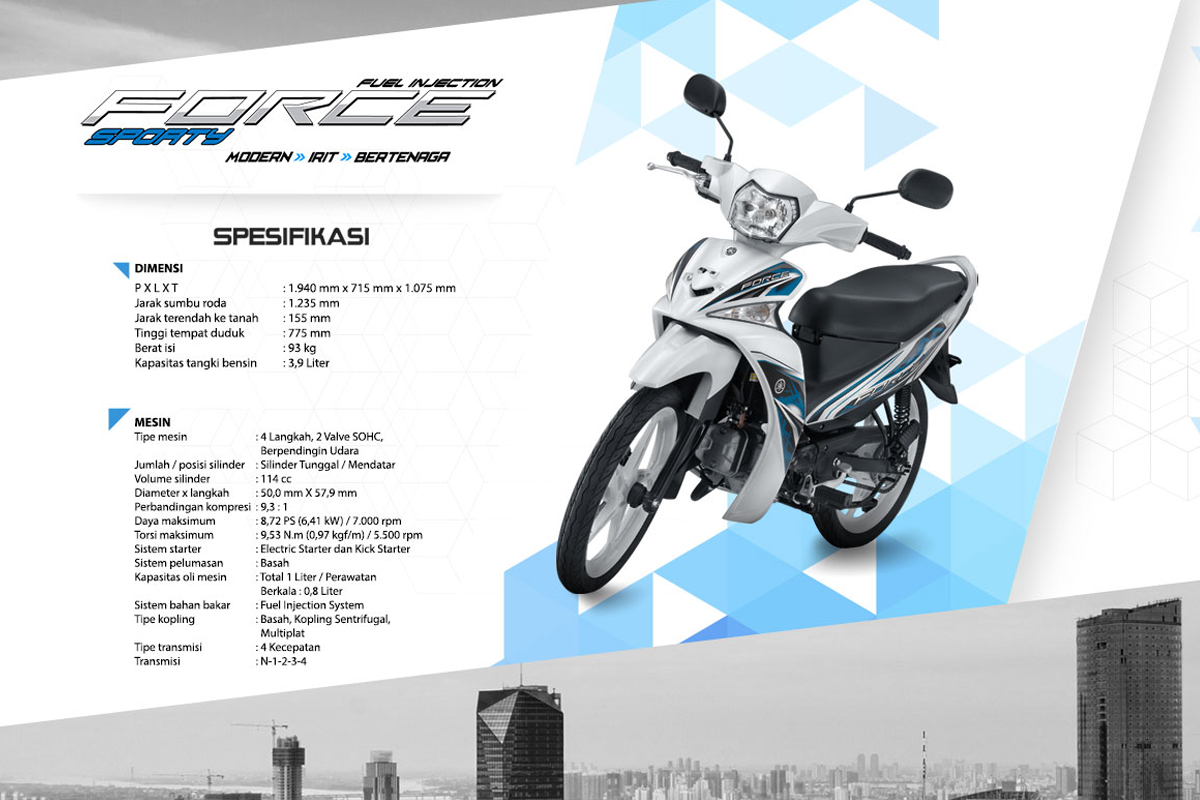 FUEL INJECTION
FORCE
SPORTY
MODERN » IRIT » BERTENAGA
SPESIFIKASI
DIMENSI
P X L X T : 1.940 mm x 715 mm x 1.075 mm
Jarak sumbu roda : 1.235 mm
Jarak terendah ke tanah : 155 mm
Tinggi tempat duduk : 775 mm
Berat isi : 93 kg
Kapasitas tangki bensin : 3,9 Liter
MESIN
Tipe mesin : 4 Langkah, 2 Valve SOHC,
Berpendingin Udara
Jumlah / posisi silinder : Silinder Tunggal / Mendatar
Volume silinder : 114 cc
Diameter x langkah : 50,0 mm X 57,9 mm
Perbandingan kompresi : 9,3 : 1
Daya maksimum : 8,72 PS (6,41 kW) / 7.000 rpm
Torsi maksimum : 9,53 N.m (0,97 kgf/m) / 5.500 rpm
Sistem starter : Electric Starter dan Kick Starter
Sistem pelumasan : Basah
Kapasitas oli mesin : Total 1 Liter / Perawatan
Berkala : 0,8 Liter
Sistem bahan bakar : Fuel Injection System
Tipe kopling : Basah, Kopling Sentrifugal,
Multiplat
Tipe transmisi : 4 Kecepatan
Transmisi : N-1-2-3-4
FORCE
FORCE